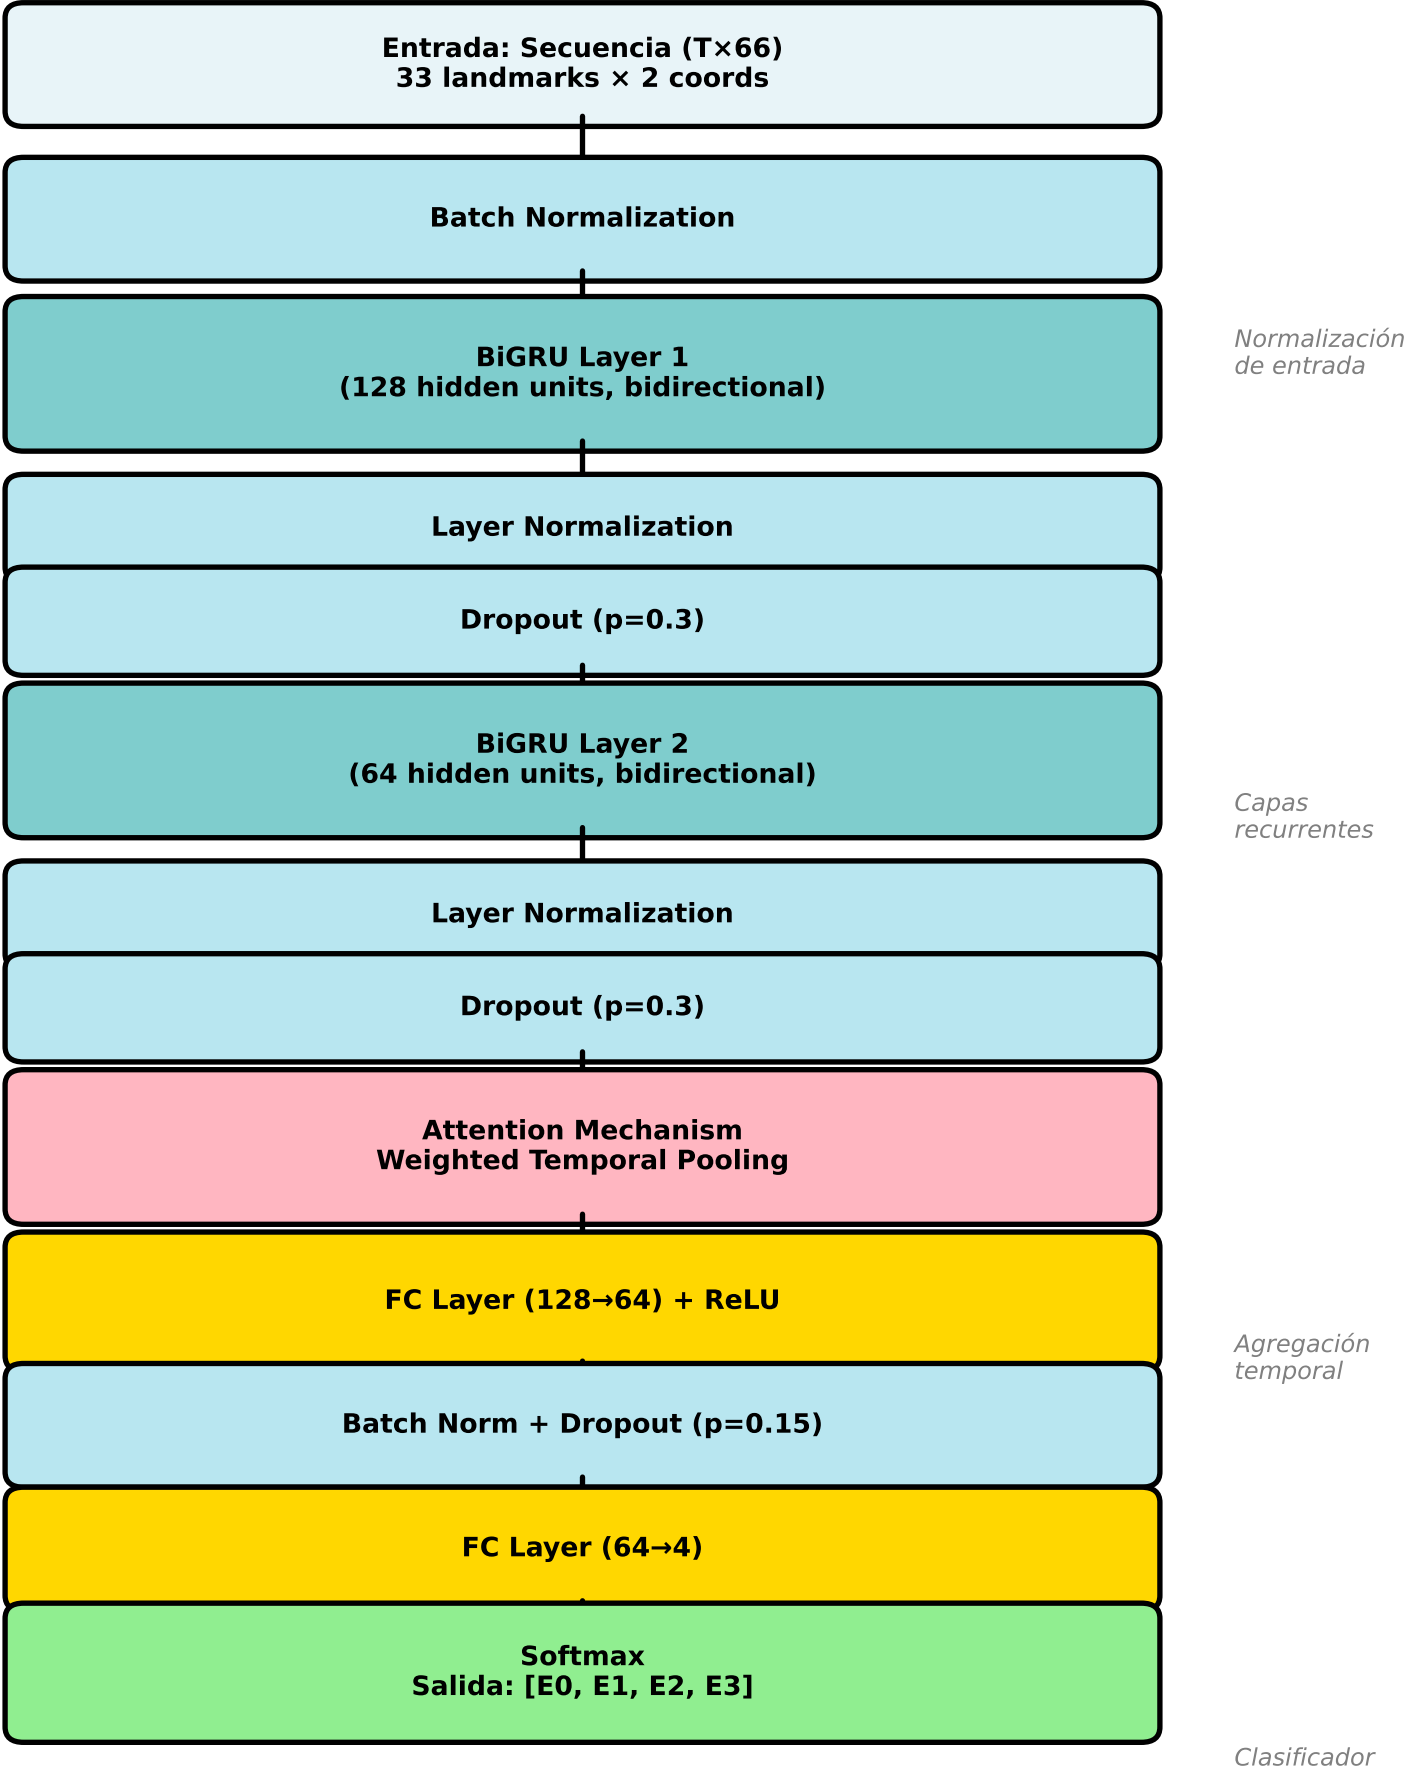 Entrada: Secuencia (T×66)
33 landmarks × 2 coords
Batch Normalization
BiGRU Layer 1
(128 hidden units, bidirectional)
Normalización
de entrada
Layer Normalization
Dropout (p=0.3)
BiGRU Layer 2
(64 hidden units, bidirectional)
Capas
recurrentes
Layer Normalization
Dropout (p=0.3)
Attention Mechanism
Weighted Temporal Pooling
FC Layer (128→64) + ReLU
Agregación
temporal
Batch Norm + Dropout (p=0.15)
FC Layer (64→4)
Softmax
Salida: [E0, E1, E2, E3]
Clasificador